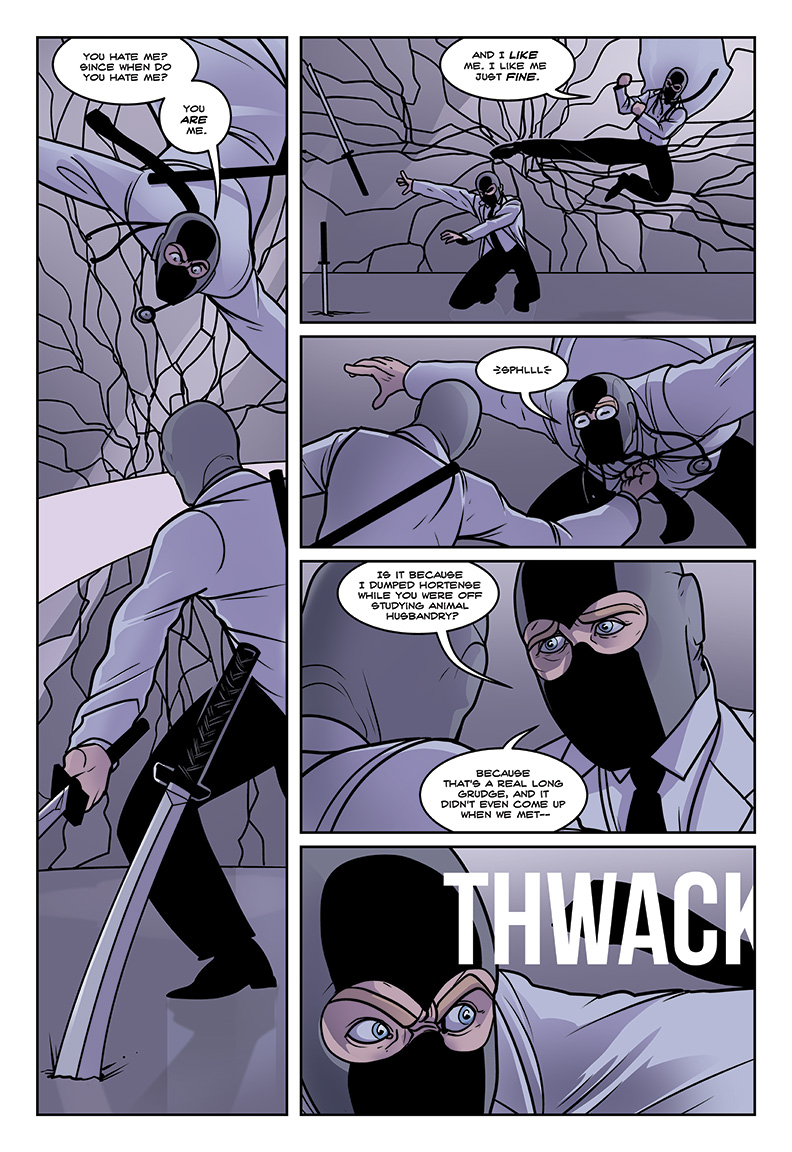 YOU HATE ME?
SINCE WHEN DO
YOU HATE ME?
YOU
ARE
ME.
AND I LIKE
ME. I LIKE ME
JUST FINE.
SPHLLL
IS IT BECAUSE
I DUMPED HORTENSE
WHILE YOU WERE OFF
STUDYING ANIMAL
HUSBANDRY?
BECAUSE
THAT'S A REAL LONG
GRUDGE, AND IT
DIDN'T EVEN COME UP
WHEN WE MET--
THWACK